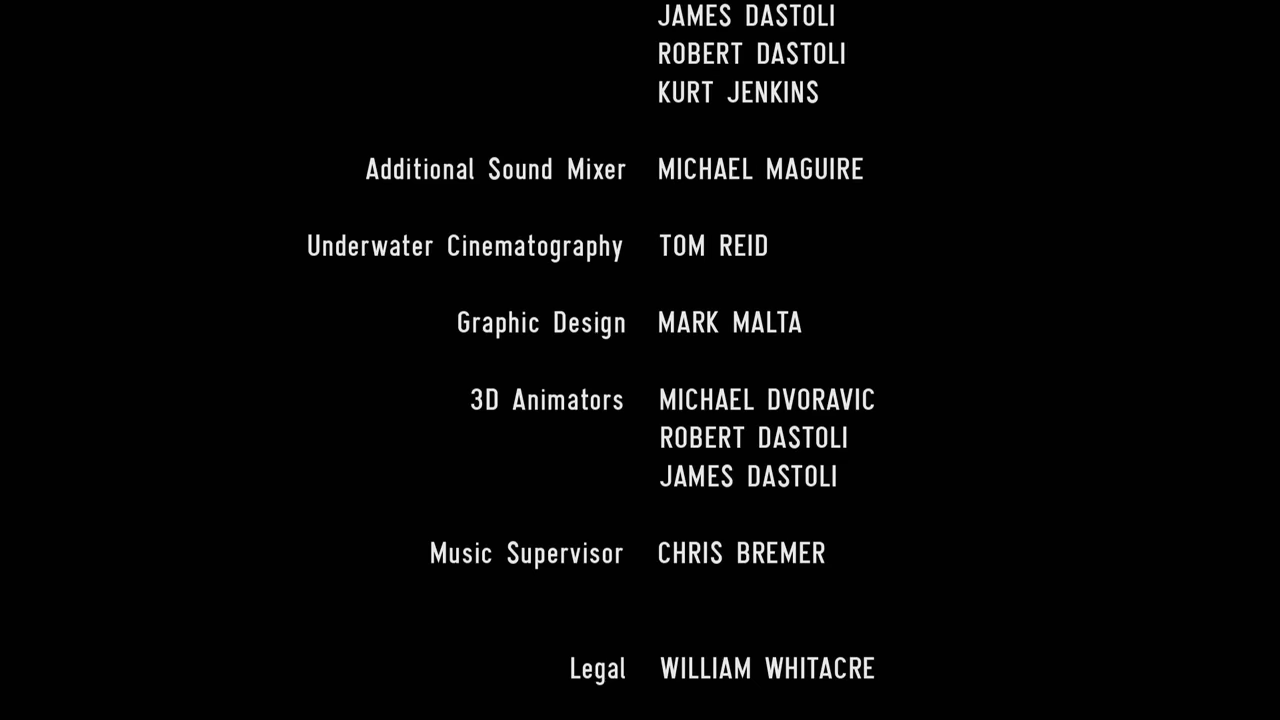 JAMES DASTOLI
ROBERT DASTOLI
KURT JENKINS
Additional Sound Mixer MICHAEL MAGUIRE
Underwater Cinematography TOM REID
Graphic Design MARK MALTA
3D Animators MICHAEL DVORAVIC
ROBERT DASTOLI
JAMES DASTOLI
Music Supervisor CHRIS BREMER
Legal WILLIAM WHITACRE